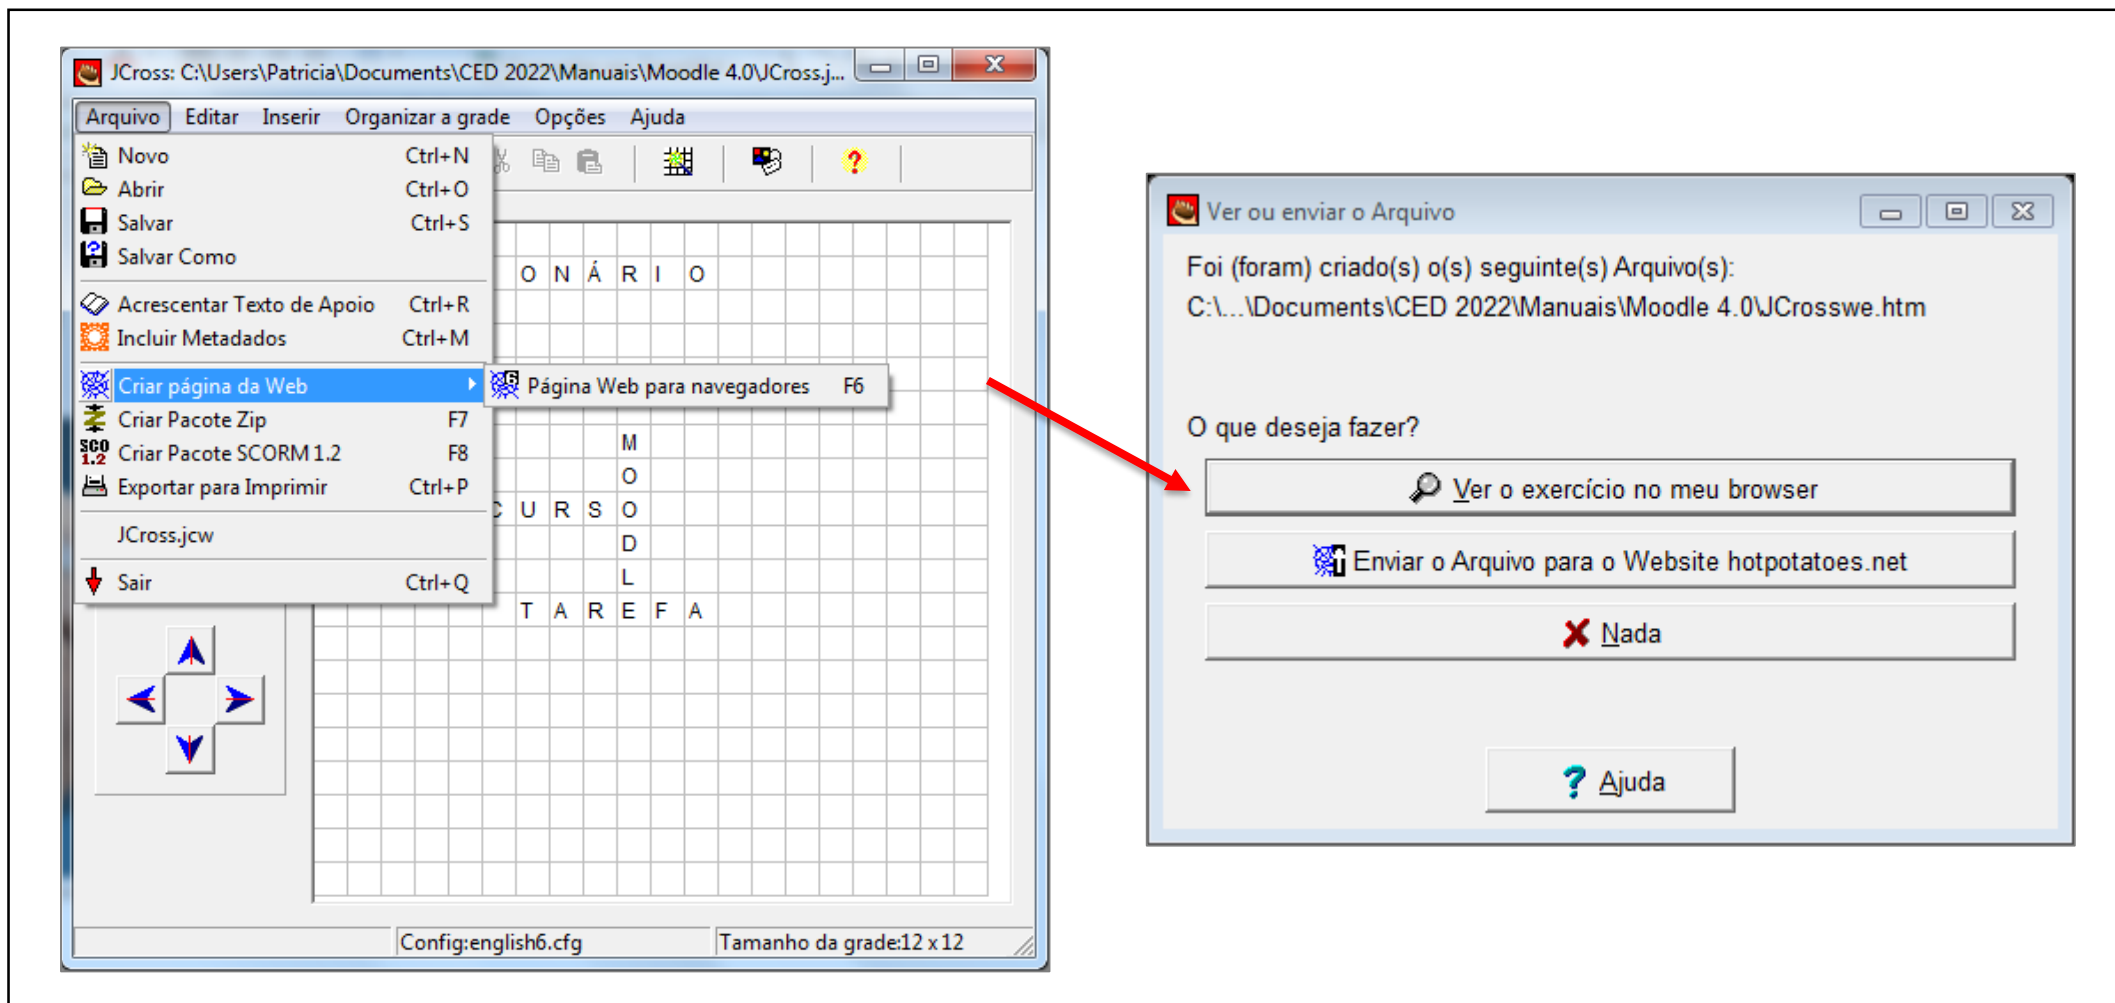 JCross: C:\Users\Patricia\Documents\CED 2022\Manuais\Moodle 4.0\JCross.j...
Arquivo Editar Inserir Organizar a grade Opções Ajuda
Novo Ctrl+N
Abrir Ctrl+O
Salvar Ctrl+S
Salvar Como
Acrescentar Texto de Apoio Ctrl+R
Incluir Metadados Ctrl+M
Criar página da Web
Página Web para navegadores F6
Criar Pacote Zip F7
SCO 1.2 Criar Pacote SCORM 1.2 F8
Exportar para Imprimir Ctrl+P
JCross.jcw
Sair Ctrl+Q
O N Á R I O
M
O
C U R S O
D
L
T A R E F A
Config:english6.cfg
Tamanho da grade:12 x 12
Ver ou enviar o Arquivo
Foi (foram) criado(s) o(s) seguinte(s) Arquivo(s):
C:\...\Documents\CED 2022\Manuais\Moodle 4.0\JCrosswe.htm
O que deseja fazer?
Ver o exercício no meu browser
Enviar o Arquivo para o Website hotpotatoes.net
Nada
? Ajuda